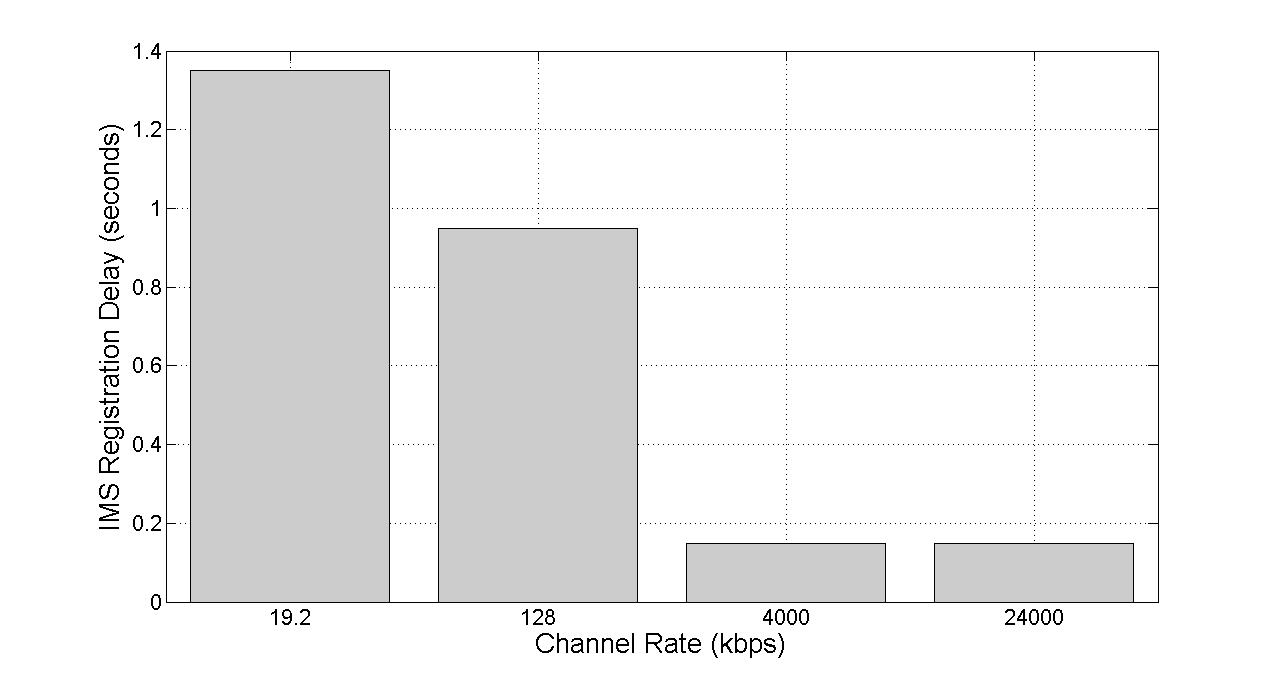 1.4
1.2
1
0.8
0.6
0.4
0.2
0
IMS Registration Delay (seconds)
19.2 128 4000 24000
Channel Rate (kbps)